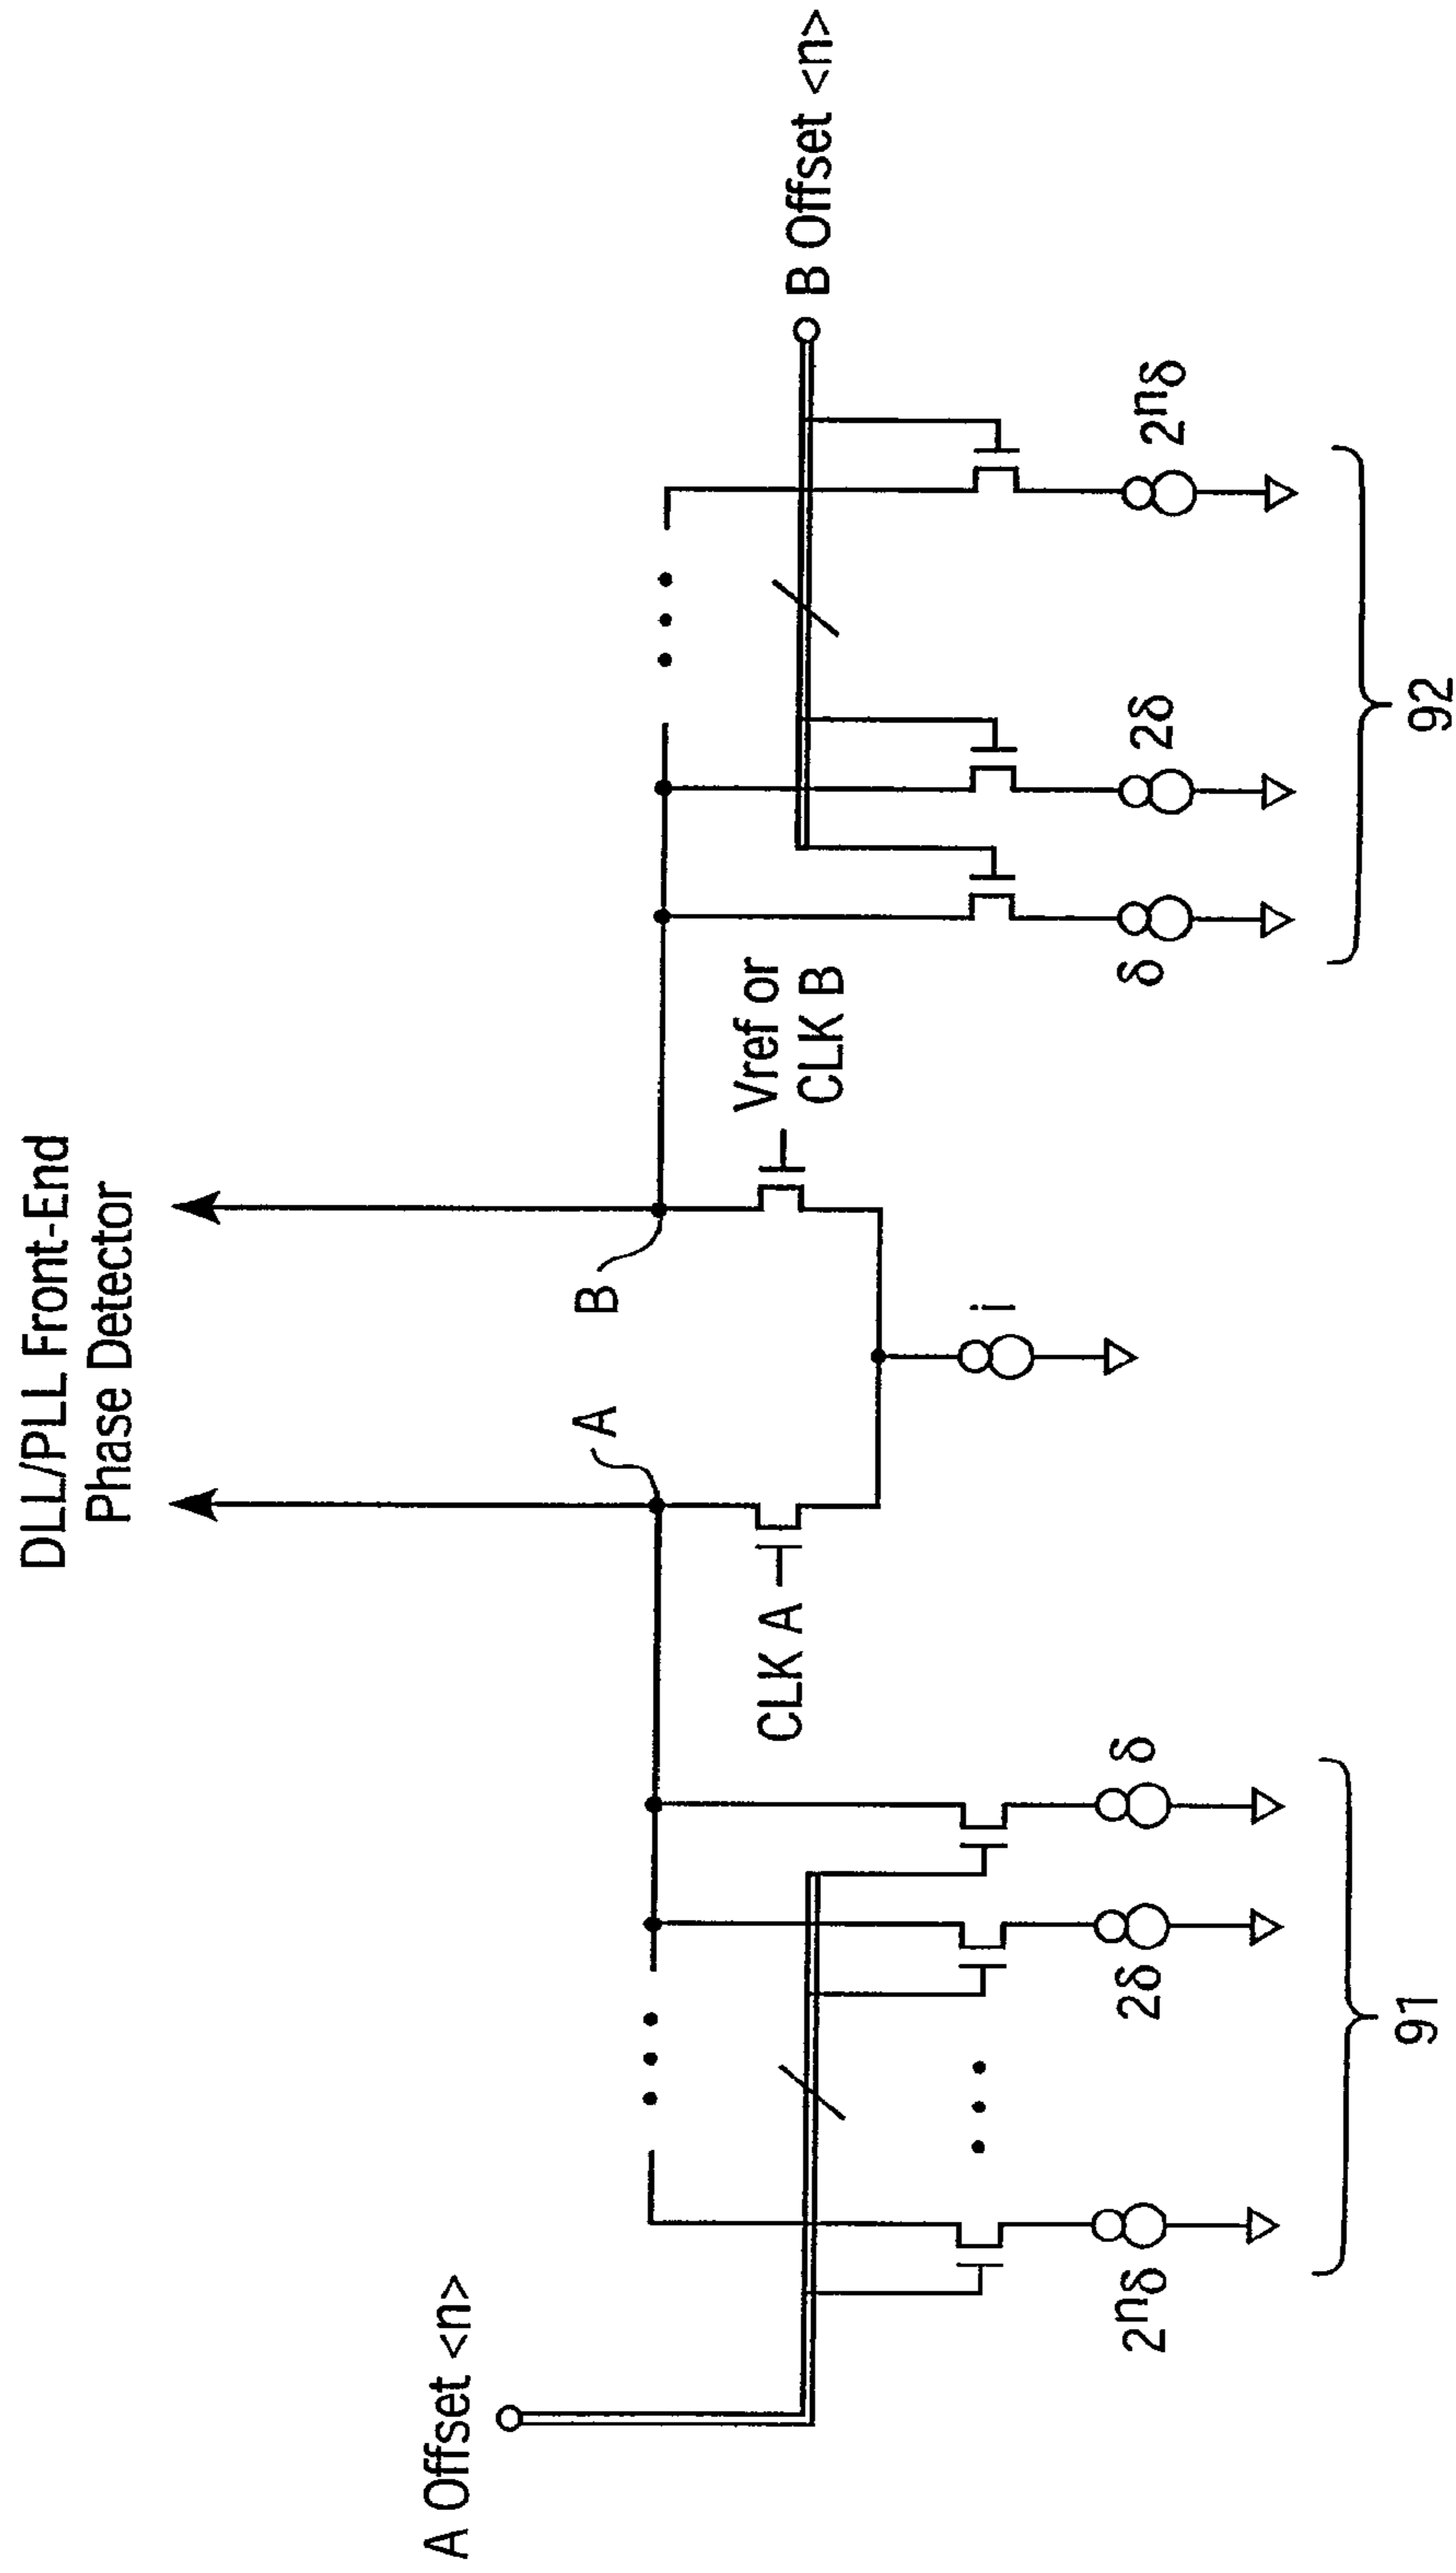 DLL/PLL Front-End
Phase Detector
A Offset <n>
A
B
B Offset <n>
CLK A
Vref or
CLK B
i
2ⁿδ
2δ
δ
δ
2δ
2ⁿδ
91
92